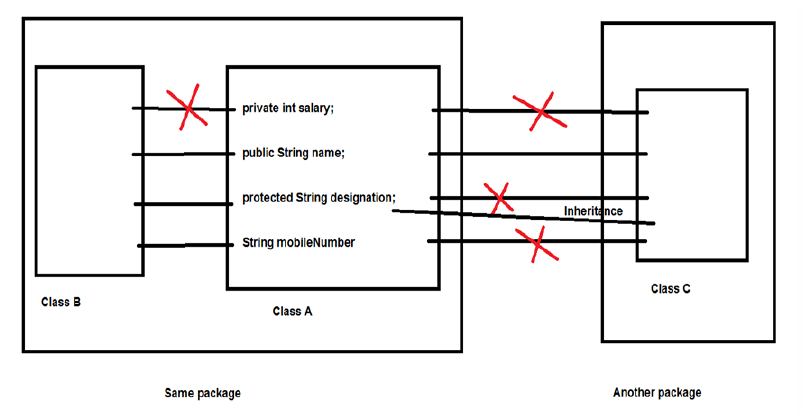 private int salary;
public String name;
protected String designation;
Inheritance
String mobileNumber
Class B
Class A
Class C
Same package
Another package